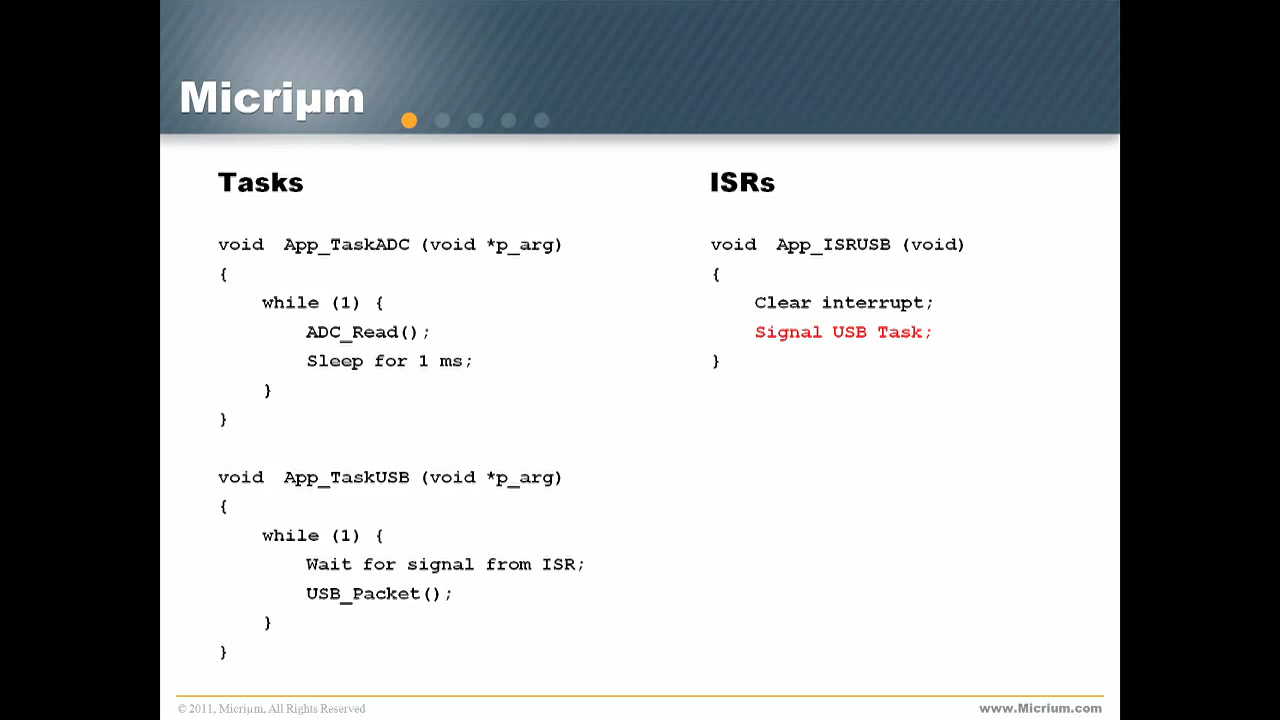 Micriµm
Tasks
void  App_TaskADC (void *p_arg)
{
    while (1) {
        ADC_Read();
        Sleep for 1 ms;
    }
}
void  App_TaskUSB (void *p_arg)
{
    while (1) {
        Wait for signal from ISR;
        USB_Packet();
    }
}
ISRs
void  App_ISRUSB (void)
{
    Clear interrupt;
    Signal USB Task;
}
© 2011, Micriµm, All Rights Reserved
www.Micrium.com